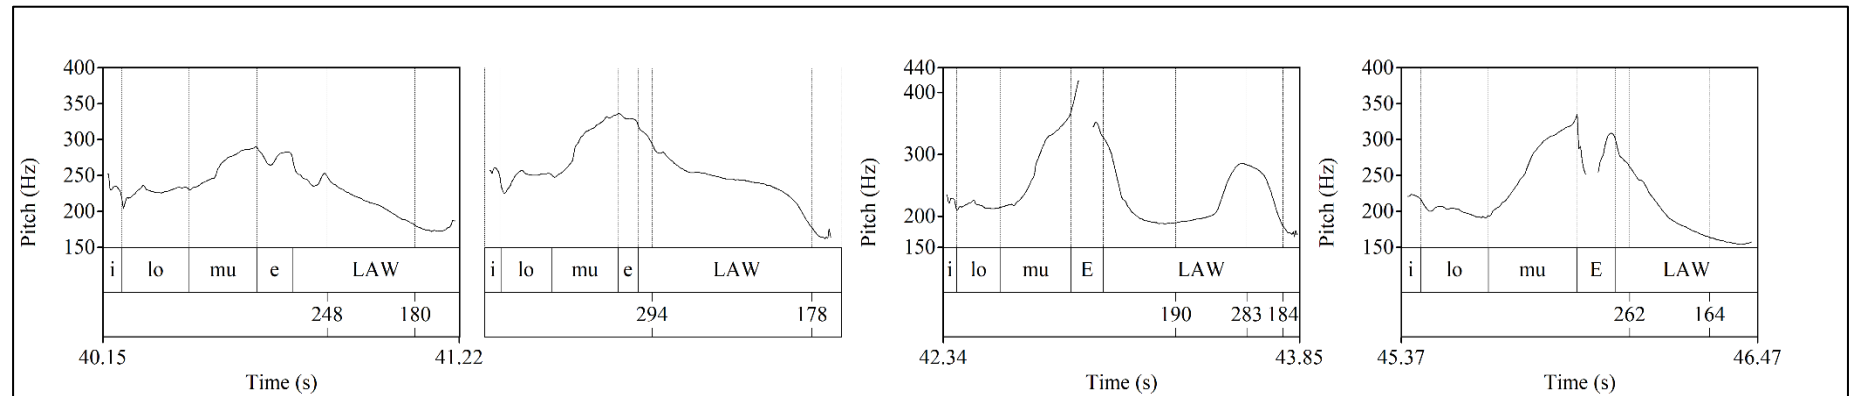 400
350
300
250
200
150
Pitch (Hz)
i lo mu e LAW
248 180
40.15 41.22
Time (s)
i lo mu e LAW
294 178
440
400
300
200
150
Pitch (Hz)
i lo mu E LAW
190 283 184
42.34 43.85
Time (s)
400
350
300
250
200
150
Pitch (Hz)
i lo mu E LAW
262 164
45.37 46.47
Time (s)